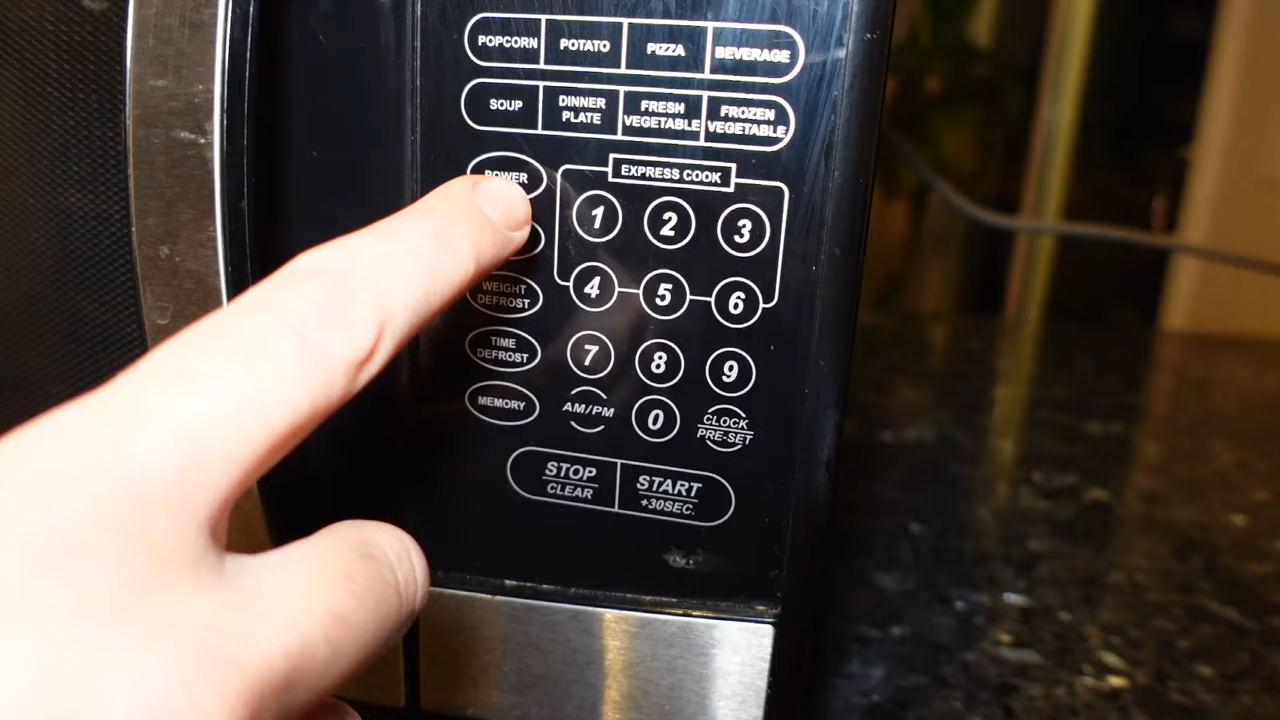 POPCORN POTATO PIZZA BEVERAGE
SOUP DINNER PLATE FRESH VEGETABLE FROZEN VEGETABLE
POWER EXPRESS COOK
1 2 3
WEIGHT DEFROST 4 5 6
TIME DEFROST 7 8 9
MEMORY AM/PM 0 CLOCK PRE-SET
STOP CLEAR START +30SEC.